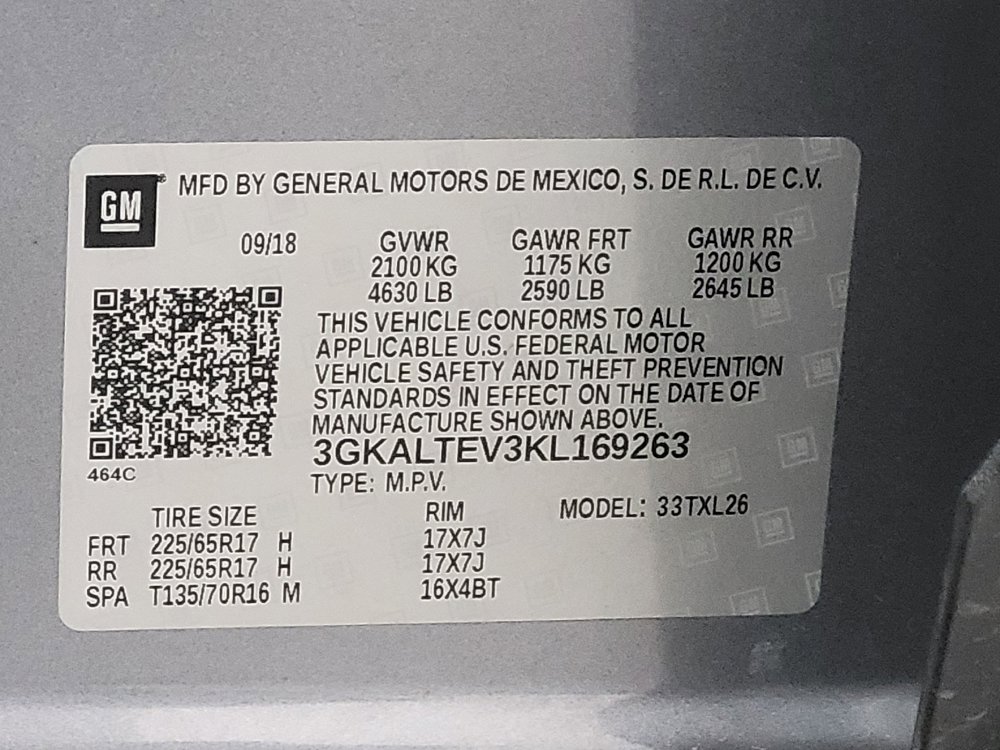 GM
MFD BY GENERAL MOTORS DE MEXICO, S. DE R.L. DE C.V.
09/18 GVWR GAWR FRT GAWR RR
2100 KG 1175 KG 1200 KG
4630 LB 2590 LB 2645 LB
THIS VEHICLE CONFORMS TO ALL
APPLICABLE U.S. FEDERAL MOTOR
VEHICLE SAFETY AND THEFT PREVENTION
STANDARDS IN EFFECT ON THE DATE OF
MANUFACTURE SHOWN ABOVE.
3GKALTEV3KL169263
464C
TYPE: M.P.V.
TIRE SIZE RIM MODEL: 33TXL26
FRT 225/65R17 H 17X7J
RR 225/65R17 H 17X7J
SPA T135/70R16 M 16X4BT